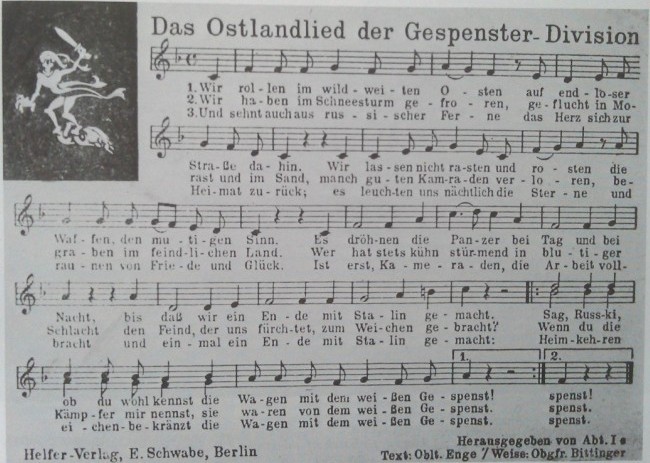 Das Ostlandlied der Gespenster-Division
1. Wir rol-len im wild-wei-ten O-sten auf end-loser
2. Wir ha-ben im Schneesturm ge-fro-ren, ge-flucht in Mo-
3. Und sehnt auch aus rus-si-scher Fer-ne das Herz sich zur
Stra-ße da-hin. Wir las-sen nicht ra-sten und ro-sten die
rast und im Sand, manch gu-ten Kam-ra-den ver-lo-ren, be-
Hei-mat zu-rück; es leuch-ten uns nächtlich die Ster-ne und
Waf-fen, den mu-ti-gen Sinn. Es dröh-nen die Pan-zer bei Tag und bei
gra-ben im feind-li-chen Land. Wer hat stets kühn stür-mend in blu-ti-ger
rau-nen von Frie-de und Glück. Ist erst, Ka-me-ra-den, die Ar-beit voll-
Nacht, bis daß wir ein En-de mit Sta-lin ge-macht. Sag, Russ-ki,
Schlacht den Feind, der uns fürch-tet, zum Wei-chen ge-bracht? Wenn du die
bracht und ein-mal ein En-de mit Sta-lin ge-macht: Heim-keh-ren
1. 2.
ob du wohl kennst die Wa-gen mit dem wei-ßen Ge-spenst! spenst!
Kämp-fer mir nennst, sie wa-ren von dem wei-ßen Ge-spenst. spenst.
ei-chen-be-kränzt die Wa-gen mit dem wei-ßen Ge-spenst. spenst.
Herausgegeben von Abt. I c
Helfer-Verlag, E. Schwabe, Berlin Text: Oblt. Enge / Weise: Obgfr. Bittinger